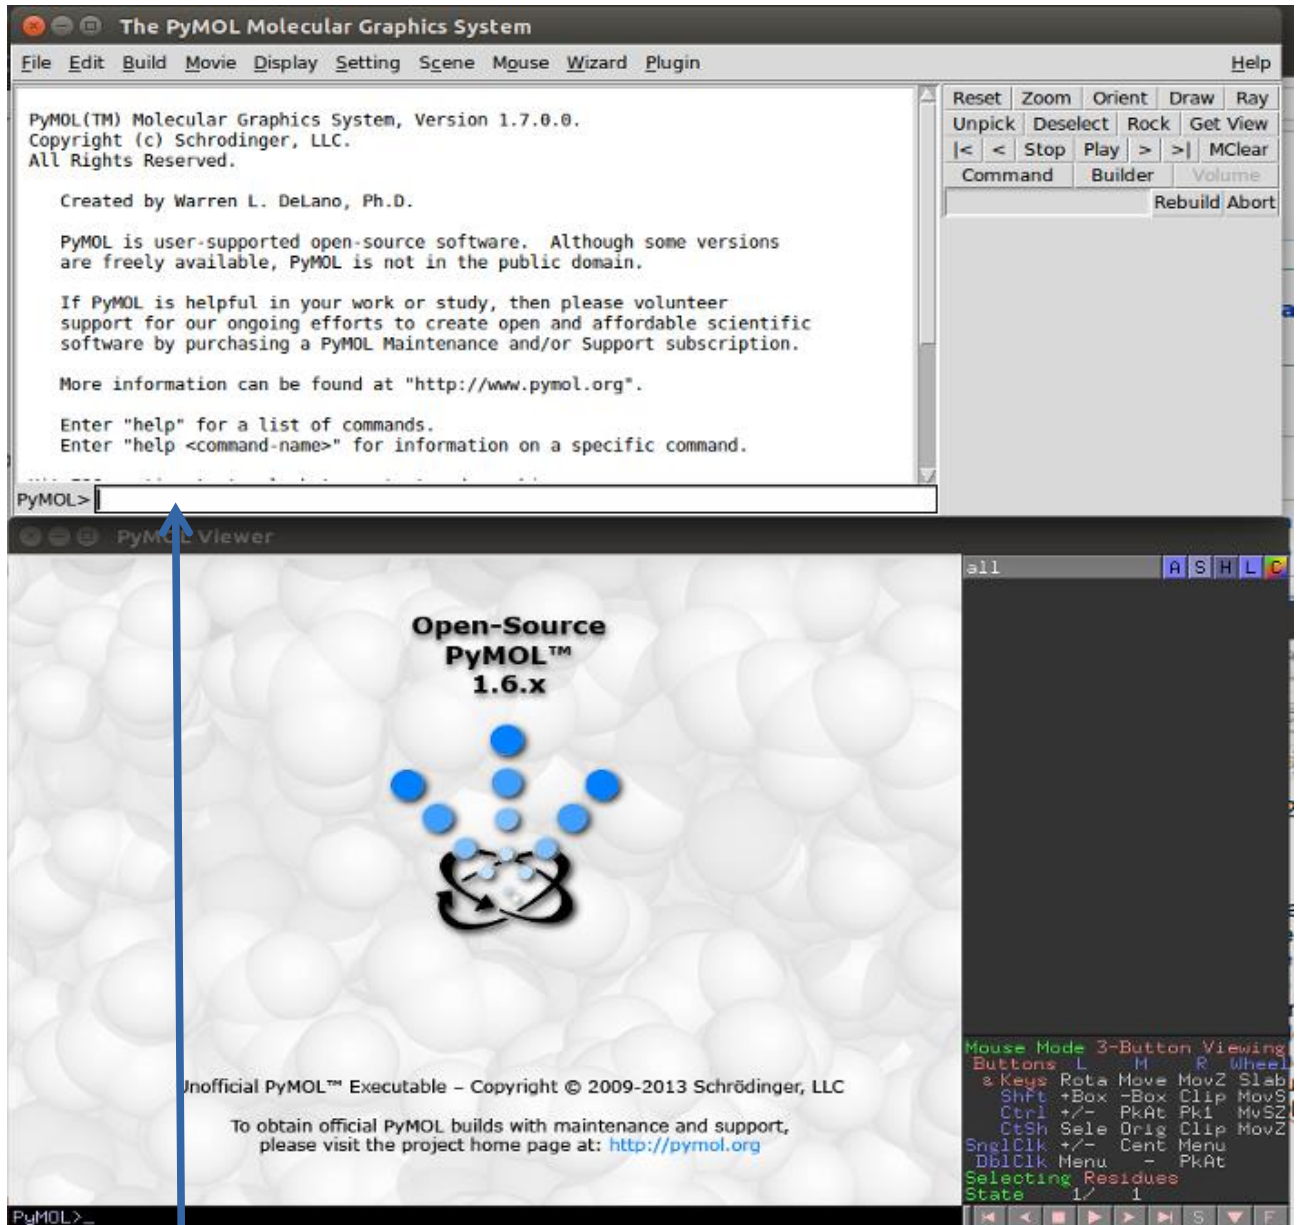 The PyMOL Molecular Graphics System
File Edit Build Movie Display Setting Scene Mouse Wizard Plugin Help
PyMOL(TM) Molecular Graphics System, Version 1.7.0.0.
Copyright (c) Schrodinger, LLC.
All Rights Reserved.
Created by Warren L. DeLano, Ph.D.
PyMOL is user-supported open-source software. Although some versions
are freely available, PyMOL is not in the public domain.
If PyMOL is helpful in your work or study, then please volunteer
support for our ongoing efforts to create open and affordable scientific
software by purchasing a PyMOL Maintenance and/or Support subscription.
More information can be found at "http://www.pymol.org".
Enter "help" for a list of commands.
Enter "help <command-name>" for information on a specific command.
PyMOL>
Reset Zoom Orient Draw Ray
Unpick Deselect Rock Get View
|< < Stop Play > >| MClear
Command Builder Volume
Rebuild Abort
PyMOL Viewer
Open-Source
PyMOL™
1.6.x
Unofficial PyMOL™ Executable – Copyright © 2009-2013 Schrödinger, LLC
To obtain official PyMOL builds with maintenance and support,
please visit the project home page at: http://pymol.org
PyMOL>_
all A S H L C
Mouse Mode 3-Button Viewing
Buttons L M R Wheel
& Keys Rota Move MovZ Slab
Shft +Box -Box Clip MovS
Ctrl +/- PkAt Pk1 MvSZ
CtSh Sele Orig Clip MovZ
SnglClk +/- Cent Menu
DblClk Menu - PkAt
Selecting Residues
State 1/ 1
S F